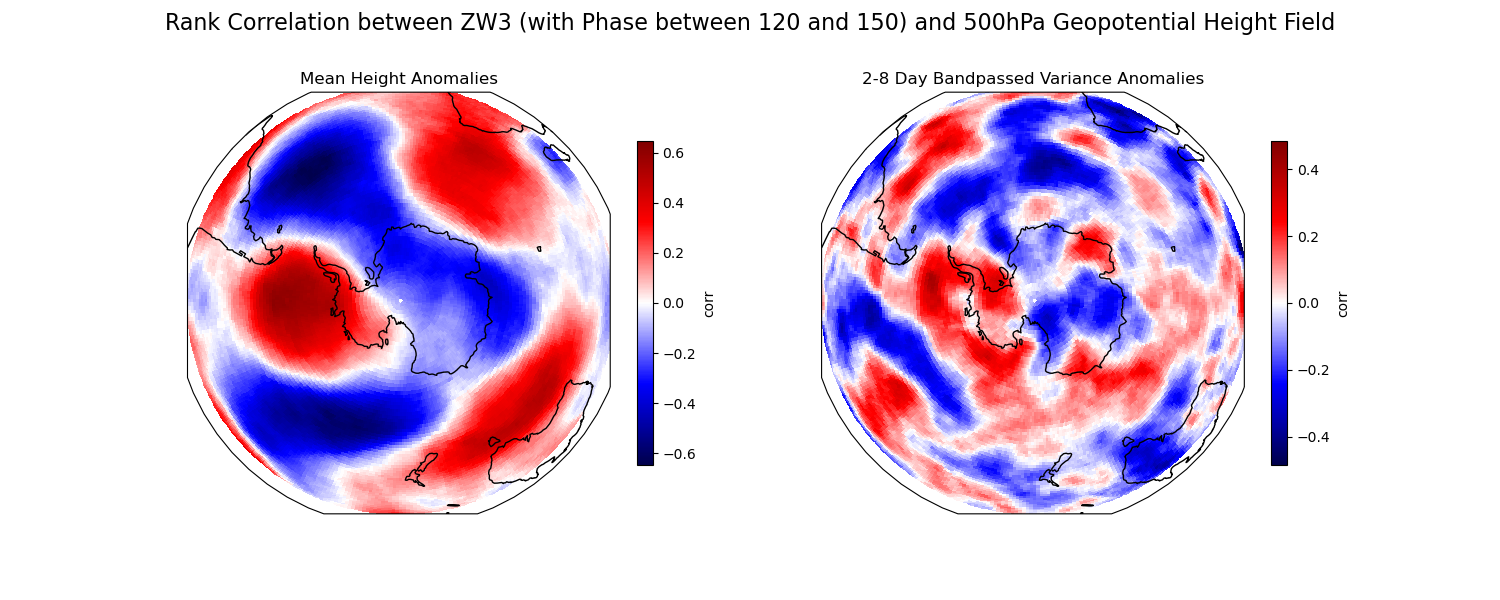 Rank Correlation between ZW3 (with Phase between 120 and 150) and 500hPa Geopotential Height Field
Mean Height Anomalies
0.6
0.4
0.2
0.0
−0.2
−0.4
−0.6
corr
2-8 Day Bandpassed Variance Anomalies
0.4
0.2
0.0
−0.2
−0.4
corr